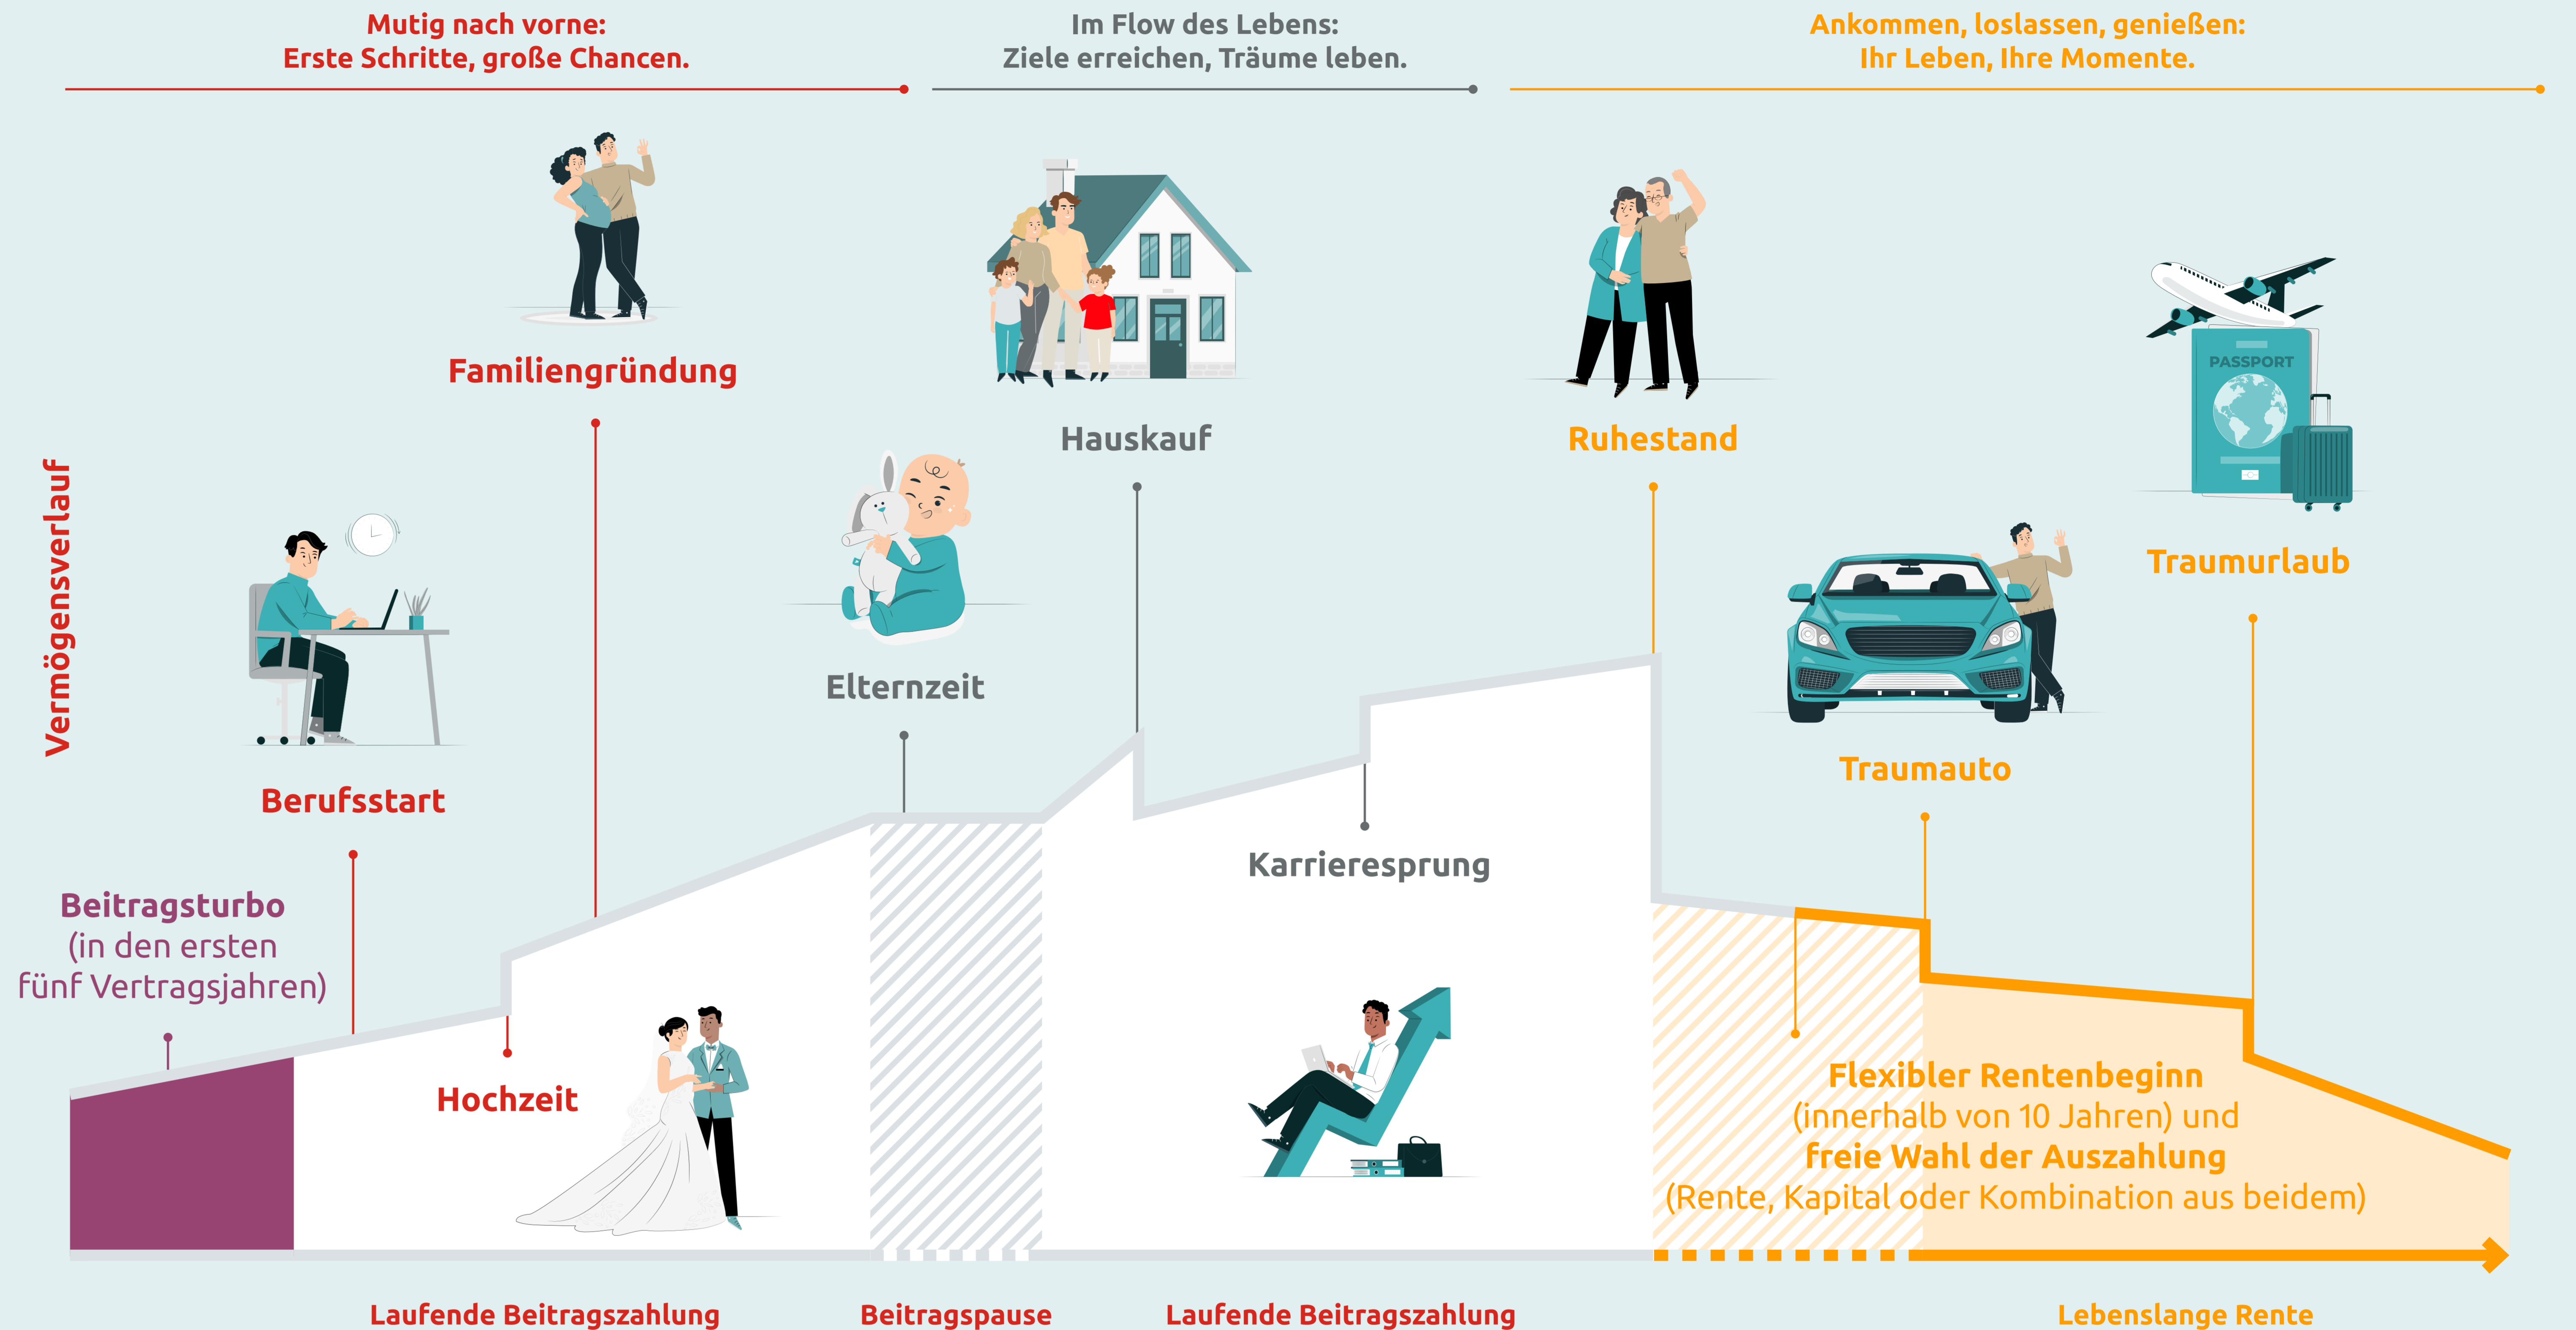 Mutig nach vorne:
Erste Schritte, große Chancen.
Im Flow des Lebens:
Ziele erreichen, Träume leben.
Ankommen, loslassen, genießen:
Ihr Leben, Ihre Momente.
Vermögensverlauf
Beitragsturbo
(in den ersten
fünf Vertragsjahren)
Berufsstart
Hochzeit
Familiengründung
Elternzeit
Hauskauf
Karrieresprung
Ruhestand
Traumauto
PASSPORT
Traumurlaub
Flexibler Rentenbeginn
(innerhalb von 10 Jahren) und
freie Wahl der Auszahlung
(Rente, Kapital oder Kombination aus beidem)
Laufende Beitragszahlung
Beitragspause
Laufende Beitragszahlung
Lebenslange Rente